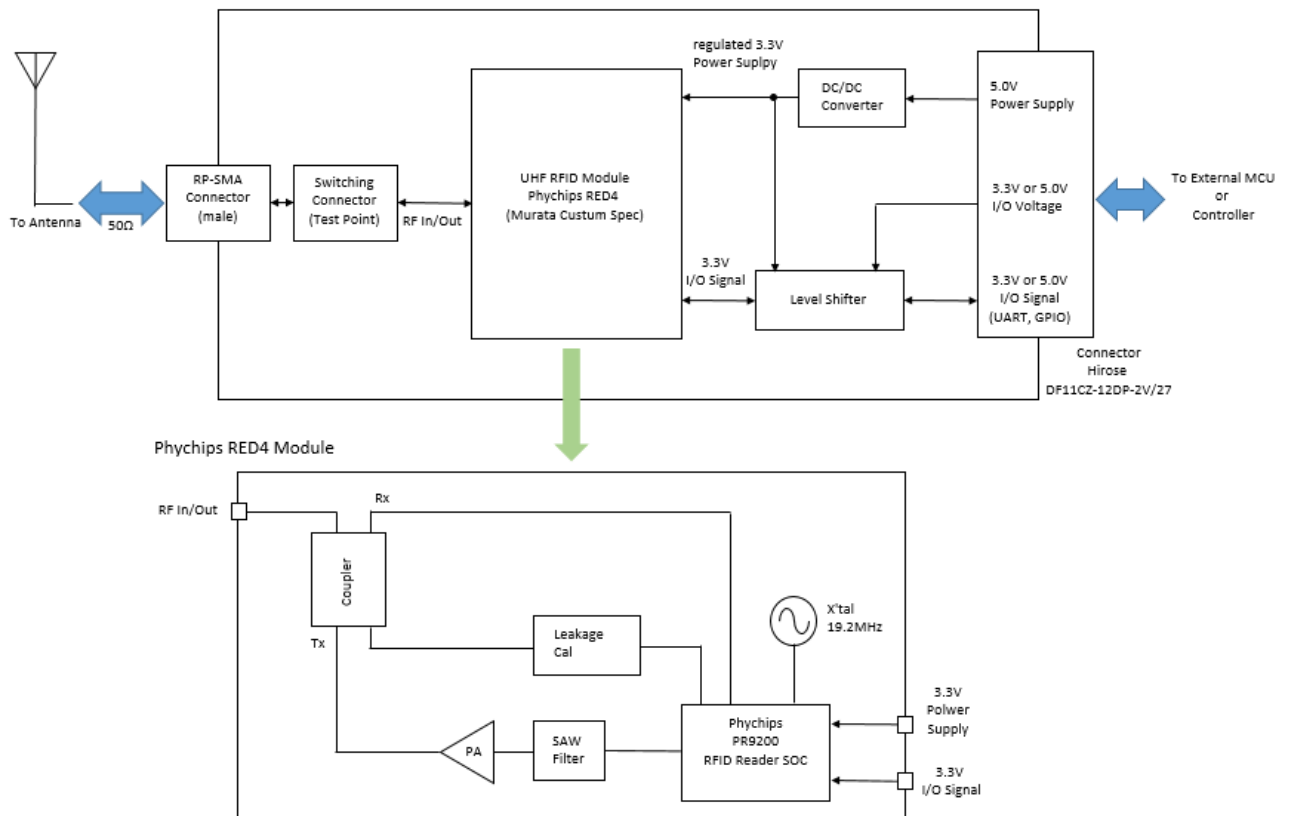 regulated 3.3V
Power Suplpy
DC/DC
Converter
5.0V
Power Supply
RP-SMA
Connector
(male)
Switching
Connector
(Test Point)
UHF RFID Module
Phychips RED4
(Murata Custum Spec)
3.3V or 5.0V
I/O Voltage
To External MCU
or
Controller
To Antenna
50Ω
RF In/Out
3.3V
I/O Signal
Level Shifter
3.3V or 5.0V
I/O Signal
(UART, GPIO)
Connector
Hirose
DF11CZ-12DP-2V/27
Phychips RED4 Module
RF In/Out
Rx
Coupler
Tx
Leakage
Cal
X'tal
19.2MHz
PA
SAW
Filter
Phychips
PR9200
RFID Reader SOC
3.3V
Polwer
Supply
3.3V
I/O Signal